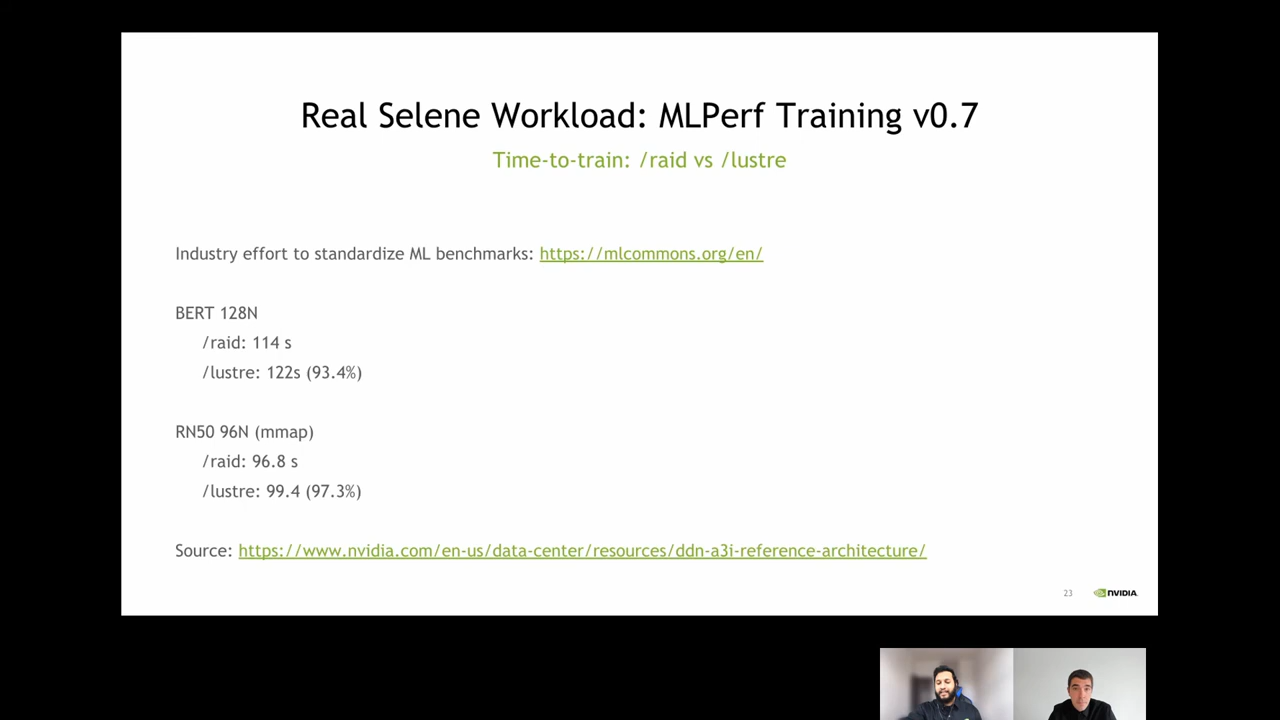 Real Selene Workload: MLPerf Training v0.7
Time-to-train: /raid vs /lustre
Industry effort to standardize ML benchmarks: https://mlcommons.org/en/
BERT 128N
/raid: 114 s
/lustre: 122s (93.4%)
RN50 96N (mmap)
/raid: 96.8 s
/lustre: 99.4 (97.3%)
Source: https://www.nvidia.com/en-us/data-center/resources/ddn-a3i-reference-architecture/
23
NVIDIA